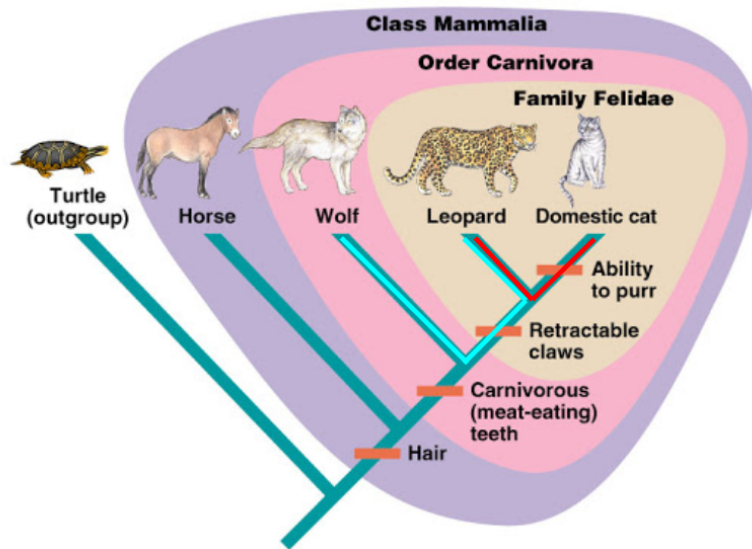 Class Mammalia
Order Carnivora
Family Felidae
Turtle
(outgroup)
Horse
Wolf
Leopard
Domestic cat
Ability
to purr
Retractable
claws
Carnivorous
(meat-eating)
teeth
Hair